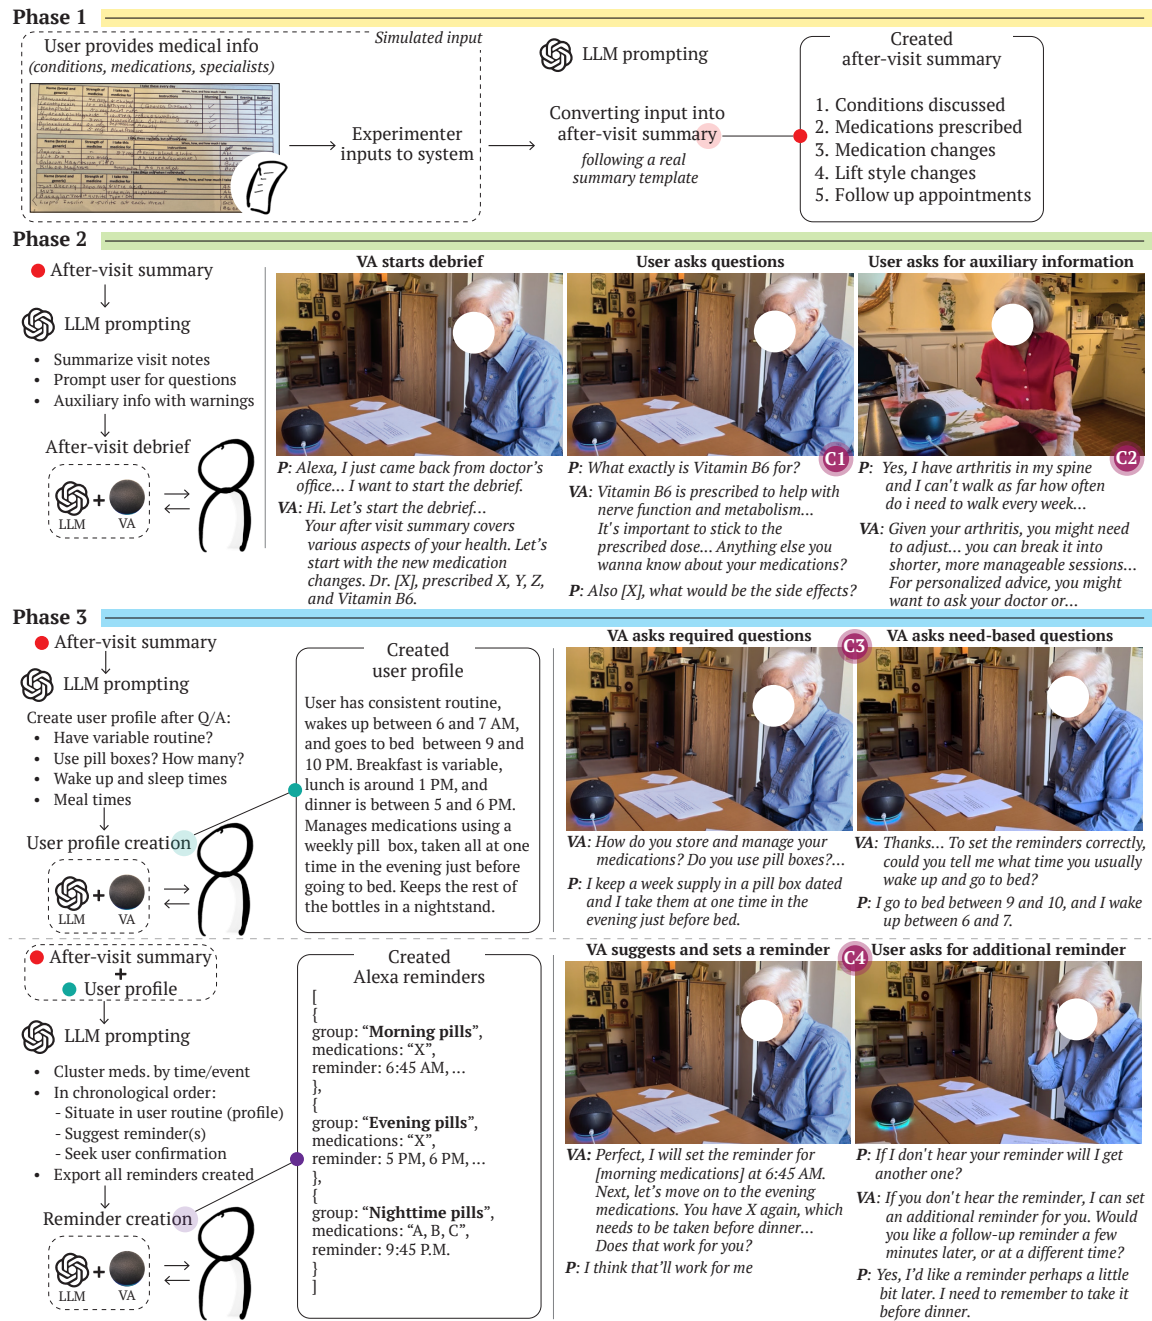 Phase 1
User provides medical info
(conditions, medications, specialists)
Simulated input
Experimenter
inputs to system
LLM prompting
Converting input into
after-visit summary
following a real
summary template
Created
after-visit summary
1. Conditions discussed
2. Medications prescribed
3. Medication changes
4. Lift style changes
5. Follow up appointments
Phase 2
After-visit summary
LLM prompting
• Summarize visit notes
• Prompt user for questions
• Auxiliary info with warnings
After-visit debrief
LLM
+
VA
VA starts debrief
P: Alexa, I just came back from doctor's
office... I want to start the debrief.
VA: Hi. Let's start the debrief...
Your after visit summary covers
various aspects of your health. Let's
start with the new medication
changes. Dr. [X], prescribed X, Y, Z,
and Vitamin B6.
User asks questions
C1
P: What exactly is Vitamin B6 for?
VA: Vitamin B6 is prescribed to help with
nerve function and metabolism...
It's important to stick to the
prescribed dose... Anything else you
wanna know about your medications?
P: Also [X], what would be the side effects?
User asks for auxiliary information
C2
P: Yes, I have arthritis in my spine
and I can't walk as far how often
do i need to walk every week...
VA: Given your arthritis, you might need
to adjust... you can break it into
shorter, more manageable sessions...
For personalized advice, you might
want to ask your doctor or...
Phase 3
After-visit summary
LLM prompting
Create user profile after Q/A:
• Have variable routine?
• Use pill boxes? How many?
• Wake up and sleep times
• Meal times
User profile creation
LLM
+
VA
Created
user profile
User has consistent routine,
wakes up between 6 and 7 AM,
and goes to bed between 9 and
10 PM. Breakfast is variable,
lunch is around 1 PM, and
dinner is between 5 and 6 PM.
Manages medications using a
weekly pill box, taken all at one
time in the evening just before
going to bed. Keeps the rest of
the bottles in a nightstand.
VA asks required questions
C3
VA: How do you store and manage your
medications? Do you use pill boxes?...
P: I keep a week supply in a pill box dated
and I take them at one time in the
evening just before bed.
VA asks need-based questions
VA: Thanks... To set the reminders correctly,
could you tell me what time you usually
wake up and go to bed?
P: I go to bed between 9 and 10, and I wake
up between 6 and 7.
After-visit summary
+
User profile
LLM prompting
• Cluster meds. by time/event
• In chronological order:
- Situate in user routine (profile)
- Suggest reminder(s)
- Seek user confirmation
• Export all reminders created
Reminder creation
LLM
+
VA
Created
Alexa reminders
[
{
group: “Morning pills”,
medications: “X”,
reminder: 6:45 AM, ...
},
{
group: “Evening pills”,
medications: “X”,
reminder: 5 PM, 6 PM, ...
},
{
group: “Nighttime pills”,
medications: “A, B, C”,
reminder: 9:45 P.M.
}
]
VA suggests and sets a reminder
C4
VA: Perfect, I will set the reminder for
[morning medications] at 6:45 AM.
Next, let's move on to the evening
medications. You have X again, which
needs to be taken before dinner...
Does that work for you?
P: I think that'll work for me
User asks for additional reminder
P: If I don't hear your reminder will I get
another one?
VA: If you don't hear the reminder, I can set
an additional reminder for you. Would
you like a follow-up reminder a few
minutes later, or at a different time?
P: Yes, I'd like a reminder perhaps a little
bit later. I need to remember to take it
before dinner.